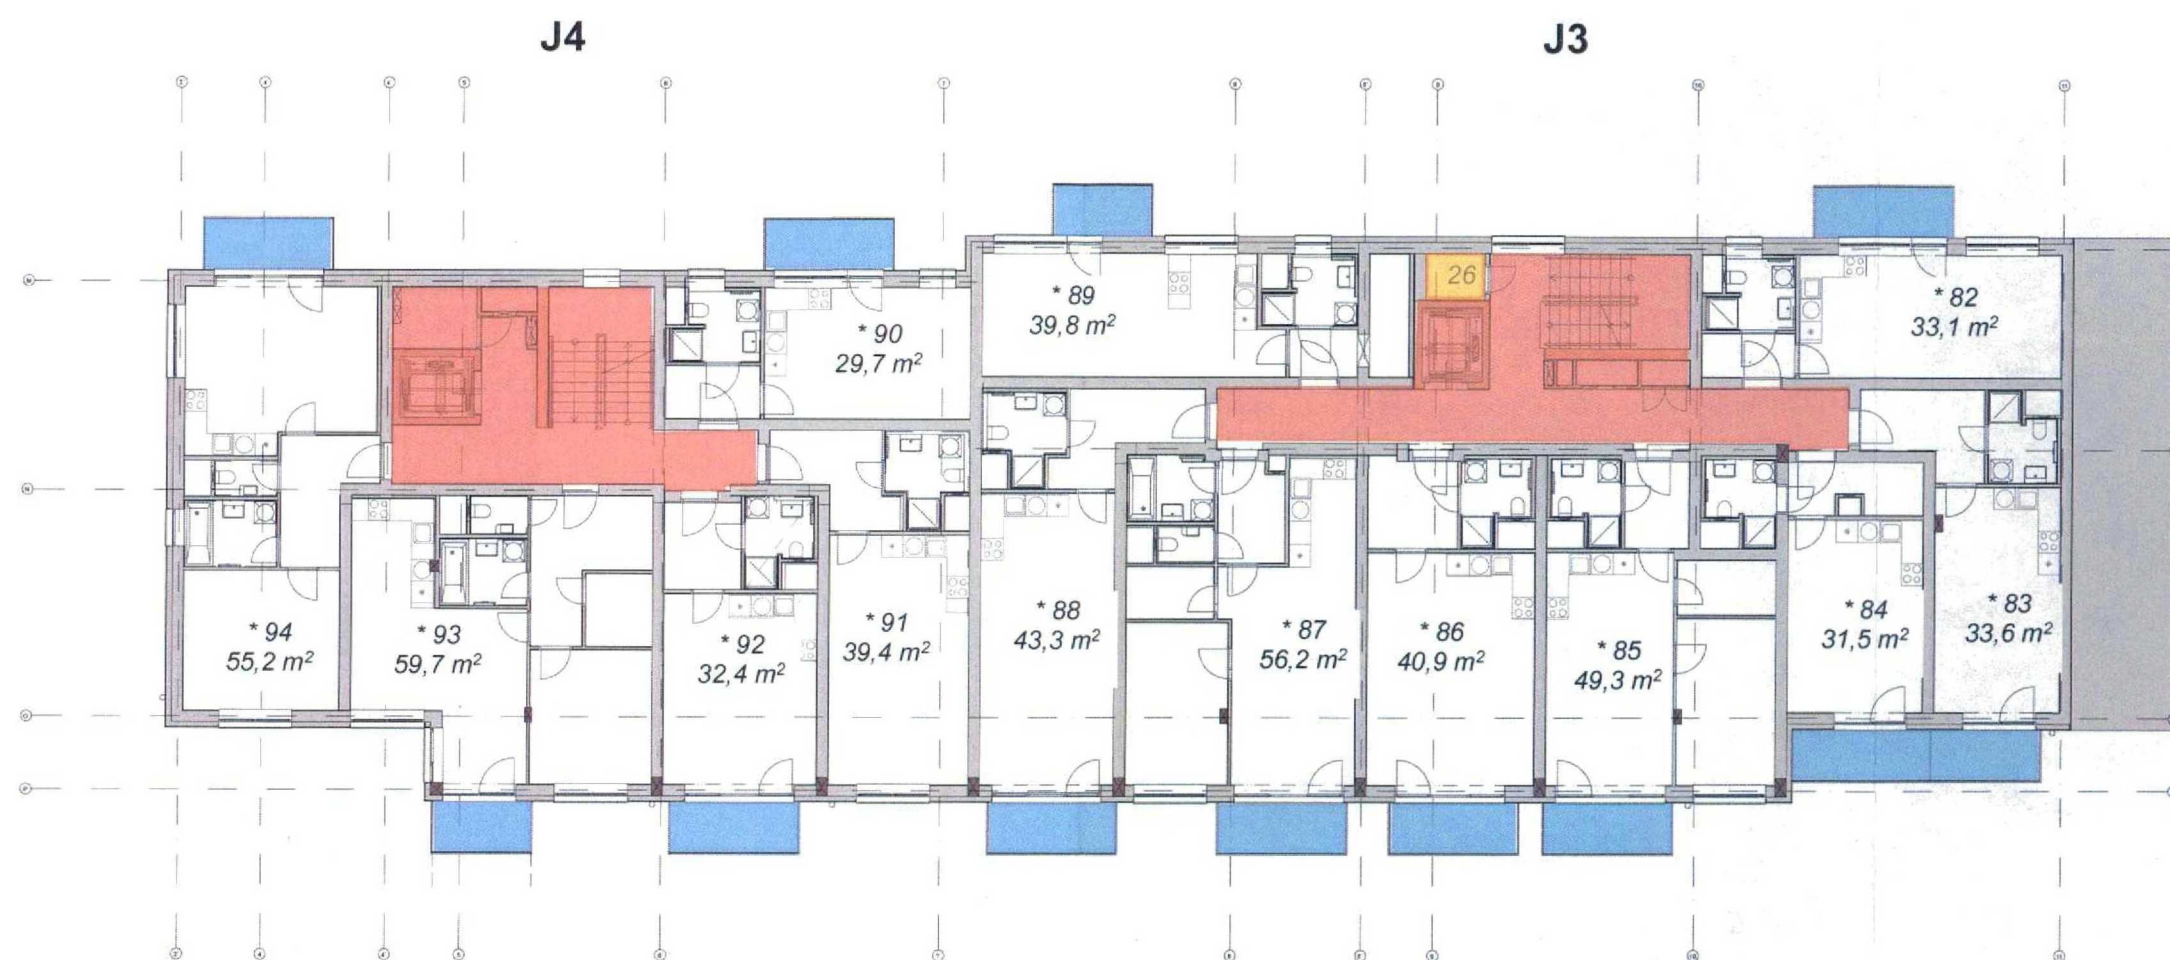 J4
J3
26
* 89
39,8 m²
* 82
33,1 m²
* 90
29,7 m²
* 94
55,2 m²
* 93
59,7 m²
* 92
32,4 m²
* 91
39,4 m²
* 88
43,3 m²
* 87
56,2 m²
* 86
40,9 m²
* 85
49,3 m²
* 84
31,5 m²
* 83
33,6 m²